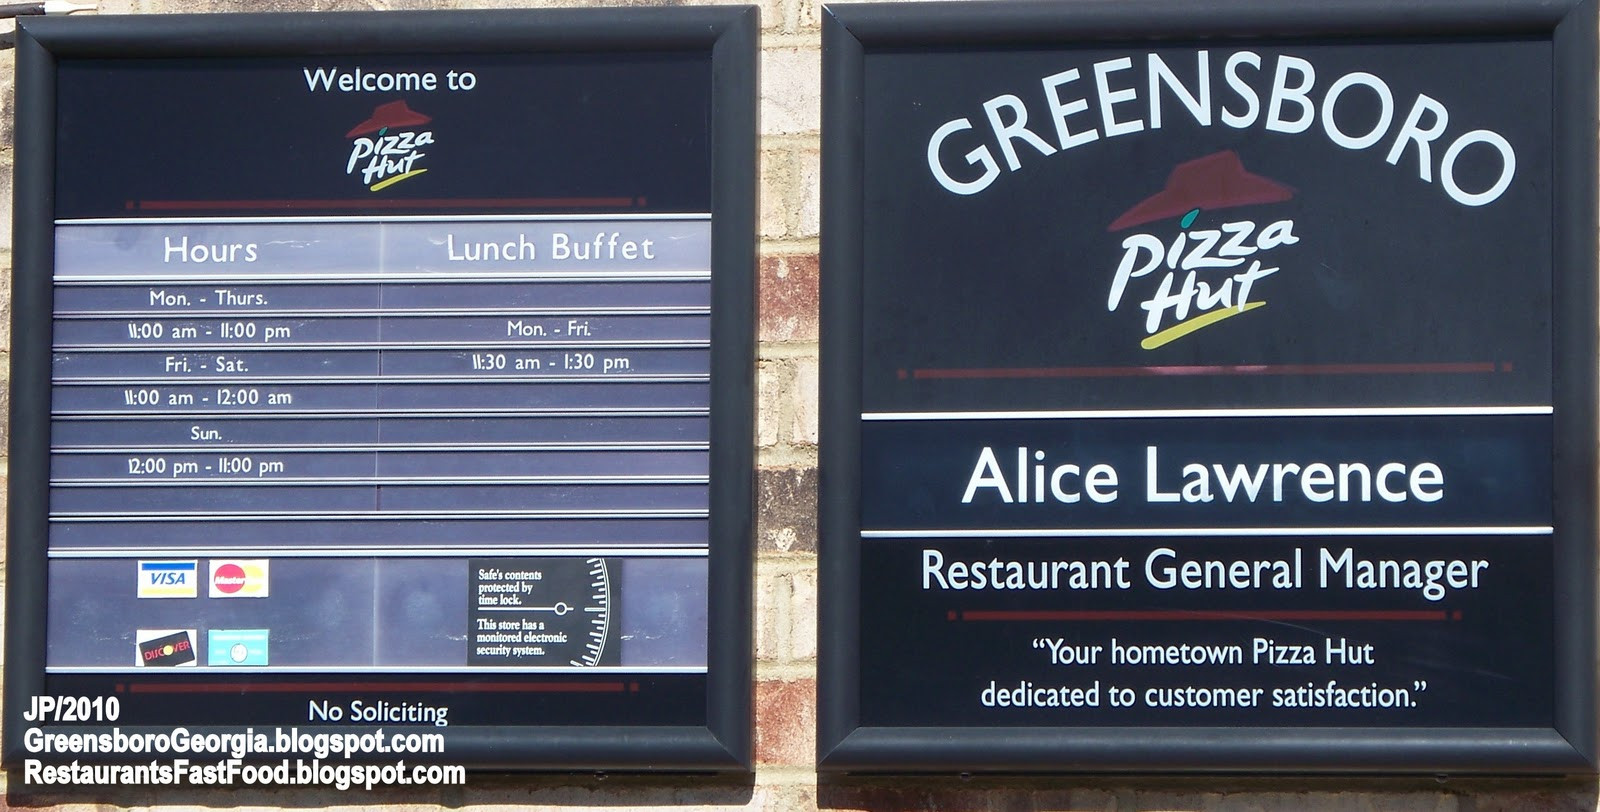 Welcome to
Pizza
Hut
Hours
Lunch Buffet
Mon. - Thurs.
11:00 am - 11:00 pm
Mon. - Fri.
Fri. - Sat.
11:30 am - 1:30 pm
11:00 am - 12:00 am
Sun.
12:00 pm - 11:00 pm
VISA
MasterCard
DISCOVER
Safe's contents
protected by
time lock.
This store has a
monitored electronic
security system.
No Soliciting
GREENSBORO
Pizza
Hut
Alice Lawrence
Restaurant General Manager
“Your hometown Pizza Hut
dedicated to customer satisfaction.”
JP/2010
GreensboroGeorgia.blogspot.com
RestaurantsFastFood.blogspot.com